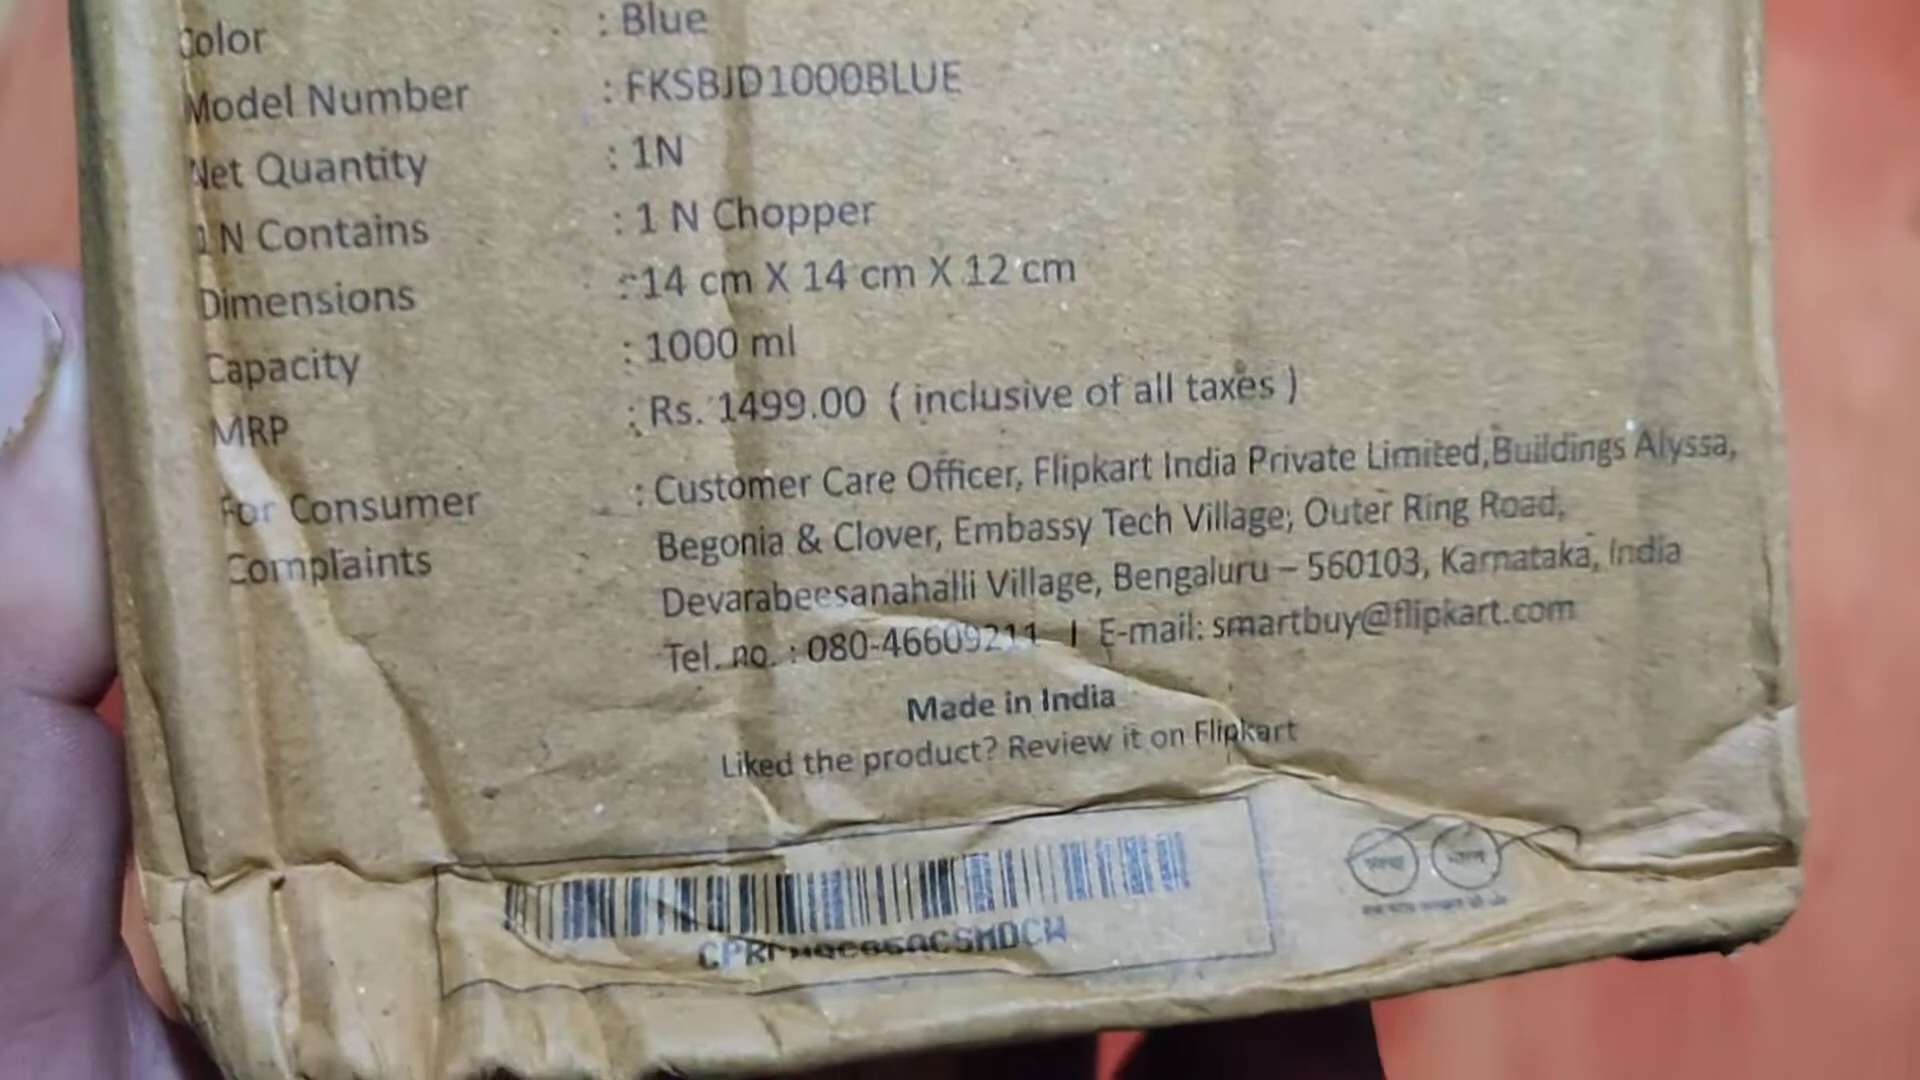 Color : Blue
Model Number : FKSBJD1000BLUE
Net Quantity : 1N
1N Contains : 1 N Chopper
Dimensions : 14 cm X 14 cm X 12 cm
Capacity : 1000 ml
MRP : Rs. 1499.00 ( inclusive of all taxes )
For Consumer Complaints : Customer Care Officer, Flipkart India Private Limited,Buildings Alyssa,
Begonia & Clover, Embassy Tech Village; Outer Ring Road,
Devarabeesanahalli Village, Bengaluru – 560103, Karnataka, India
Tel. no. : 080-46609211 | E-mail: smartbuy@flipkart.com
Made in India
Liked the product? Review it on Flipkart